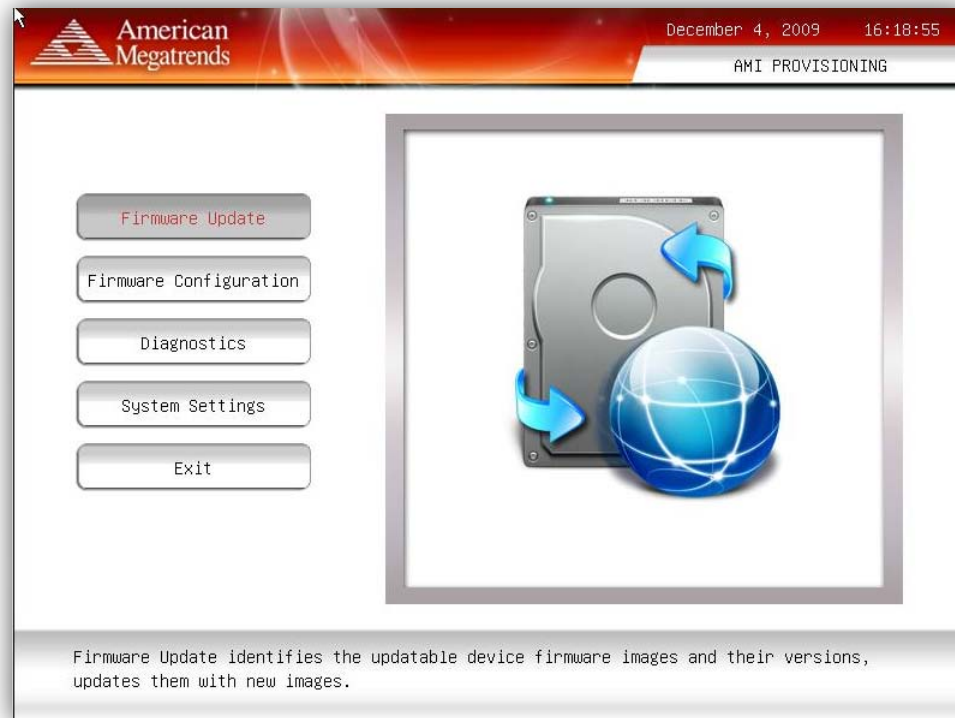 American
Megatrends
December 4, 2009 16:18:55
AMI PROVISIONING
Firmware Update
Firmware Configuration
Diagnostics
System Settings
Exit
Firmware Update identifies the updatable device firmware images and their versions,
updates them with new images.